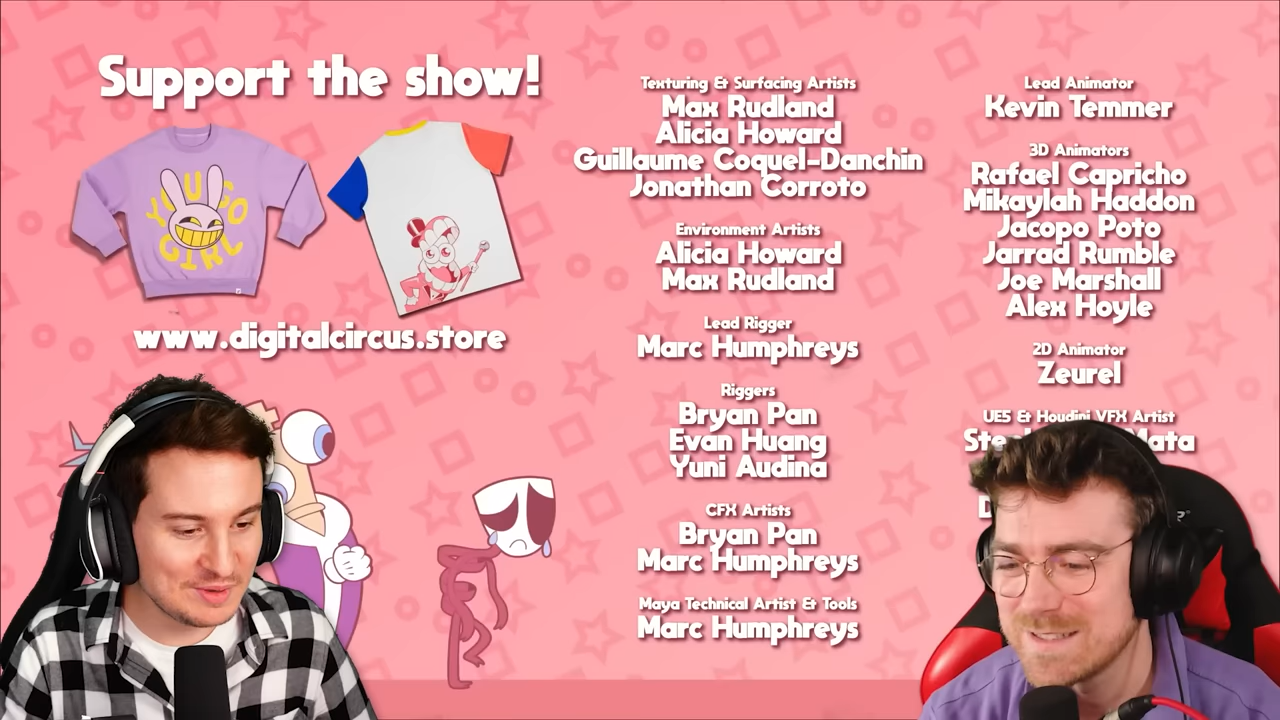 Support the show!
YOU GO
GIRL
www.digitalcircus.store
Texturing & Surfacing Artists
Max Rudland
Alicia Howard
Guillaume Coquel-Danchin
Jonathan Corroto
Environment Artists
Alicia Howard
Max Rudland
Lead Rigger
Marc Humphreys
Riggers
Bryan Pan
Evan Huang
Yuni Audina
CFX Artists
Bryan Pan
Marc Humphreys
Maya Technical Artist & Tools
Marc Humphreys
Lead Animator
Kevin Temmer
3D Animators
Rafael Capricho
Mikaylah Haddon
Jacopo Poto
Jarrad Rumble
Joe Marshall
Alex Hoyle
2D Animator
Zeurel
UE5 & Houdini VFX Artist
Mata